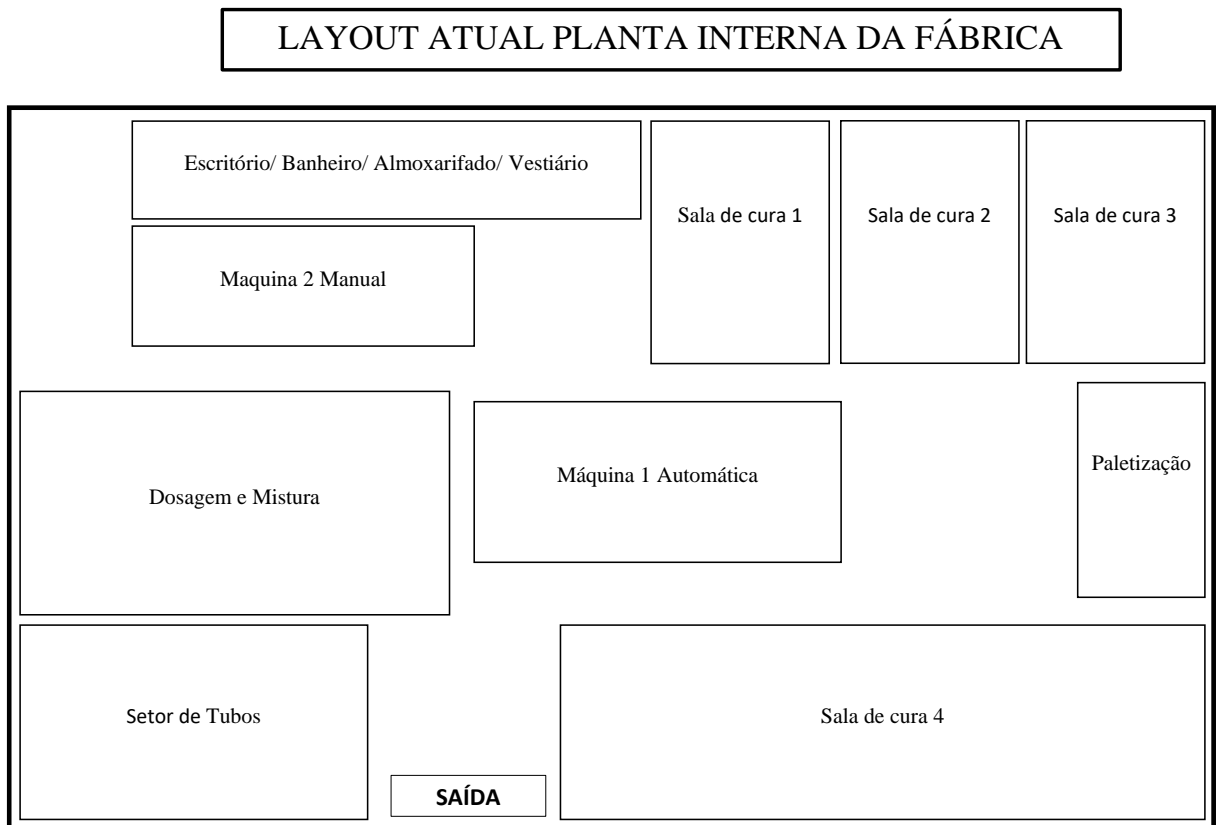 LAYOUT ATUAL PLANTA INTERNA DA FÁBRICA
Escritório/ Banheiro/ Almoxarifado/ Vestiário
Sala de cura 1
Sala de cura 2
Sala de cura 3
Maquina 2 Manual
Dosagem e Mistura
Máquina 1 Automática
Paletização
Setor de Tubos
Sala de cura 4
SAÍDA